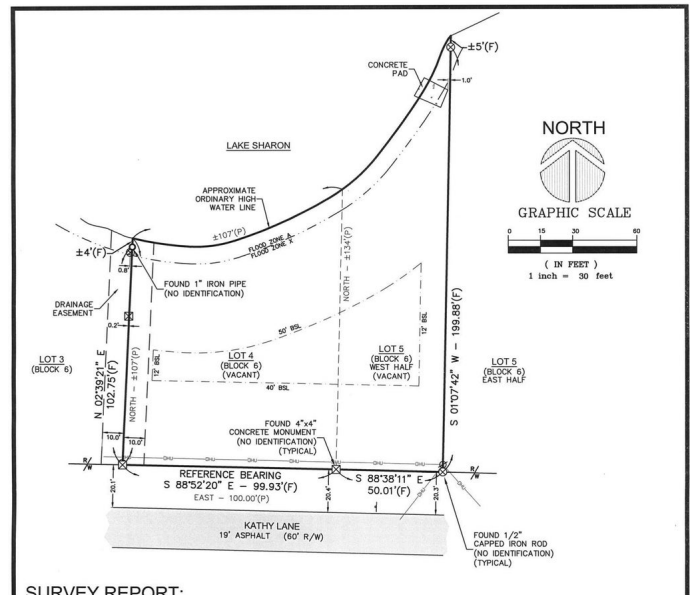 ±5'(F)
CONCRETE
PAD
1.0'
LAKE SHARON
NORTH
APPROXIMATE
ORDINARY HIGH-
WATER LINE
GRAPHIC SCALE
0 15 30 60
( IN FEET )
1 inch = 30 feet
±107'(P)
FLOOD ZONE A
FLOOD ZONE X
±4'(F)
0.8'
FOUND 1" IRON PIPE
(NO IDENTIFICATION)
NORTH - ±134'(P)
DRAINAGE
EASEMENT
0.2'
50' BSL
12' BSL
S 01°07'42" W - 199.88'(F)
LOT 3
(BLOCK 6)
N 02°39'21" E
102.75'(F)
NORTH - ±107'(P)
12' BSL
LOT 4
(BLOCK 6)
(VACANT)
LOT 5
(BLOCK 6)
WEST HALF
(VACANT)
LOT 5
(BLOCK 6)
EAST HALF
40' BSL
FOUND 4"x4"
CONCRETE MONUMENT
(NO IDENTIFICATION)
(TYPICAL)
10.0'
10.0'
OHU
OHU
OHU
OHU
R/W
R/W
REFERENCE BEARING
S 88°52'20" E - 99.93'(F)
EAST - 100.00'(P)
S 88°38'11" E
50.01'(F)
20.1'
20.4'
20.3'
KATHY LANE
19' ASPHALT (60' R/W)
FOUND 1/2"
CAPPED IRON ROD
(NO IDENTIFICATION)
(TYPICAL)
SURVEY REPORT: